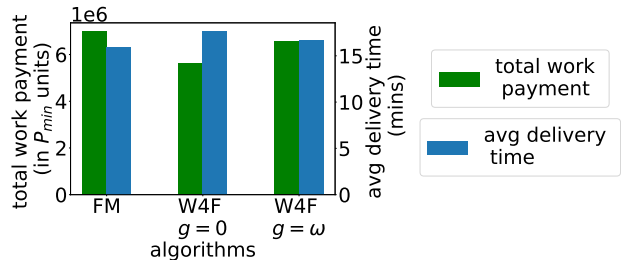 1e6
total work payment
(in P_min units)
6
4
2
0
15
10
5
0
avg delivery time
(mins)
FM
W4F
g = 0
W4F
g = ω
algorithms
total work
payment
avg delivery
time